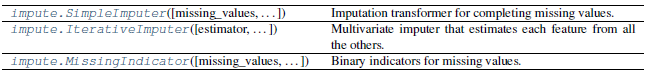 impute.SimpleImputer([missing_values, ...]) Imputation transformer for completing missing values.
impute.IterativeImputer([estimator, ...]) Multivariate imputer that estimates each feature from all
the others.
impute.MissingIndicator([missing_values, ...]) Binary indicators for missing values.